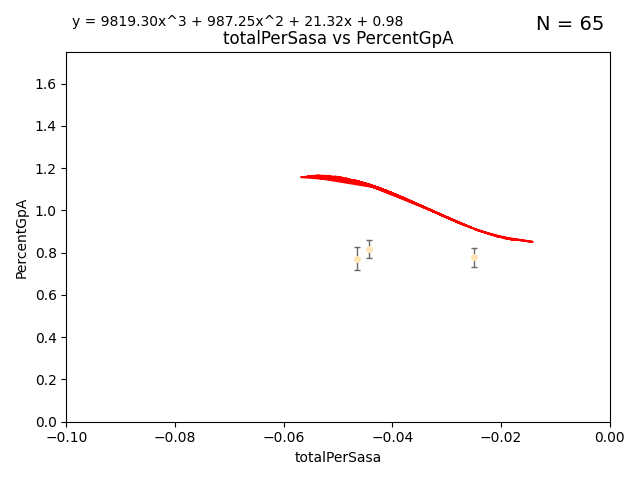 y = 9819.30x^3 + 987.25x^2 + 21.32x + 0.98
N = 65
totalPerSasa vs PercentGpA
1.6
1.4
1.2
1.0
0.8
0.6
0.4
0.2
0.0
PercentGpA
−0.10 −0.08 −0.06 −0.04 −0.02 0.00
totalPerSasa